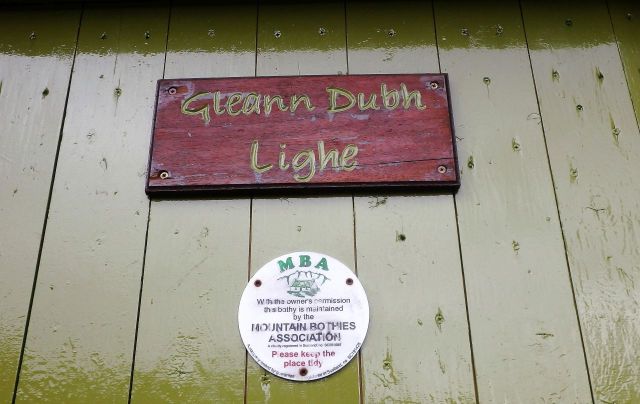 Gleann Dubh
Lighe
MBA
With the owner's permission
this bothy is maintained
by the
MOUNTAIN BOTHIES
ASSOCIATION
Please keep the
place tidy